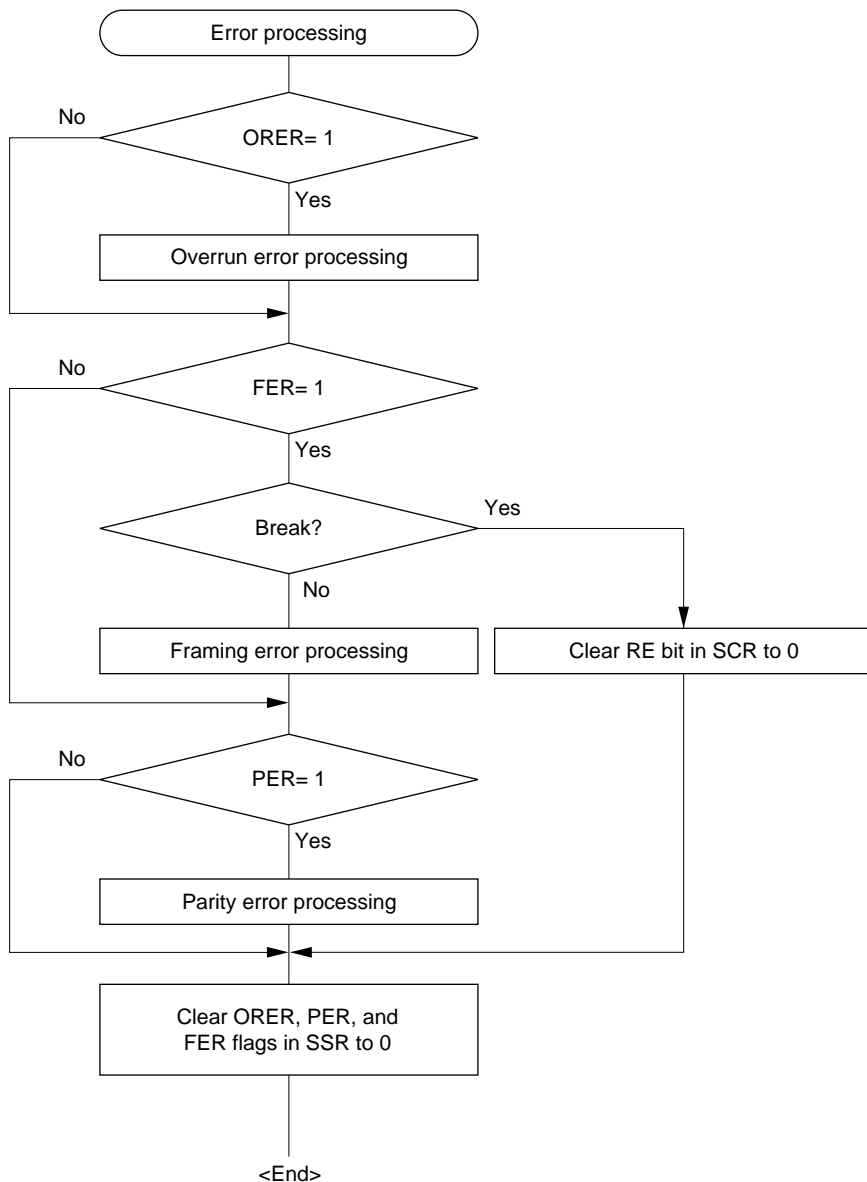 Error processing
No
ORER= 1
Yes
Overrun error processing
No
FER= 1
Yes
Yes
Break?
No
Framing error processing
Clear RE bit in SCR to 0
No
PER= 1
Yes
Parity error processing
Clear ORER, PER, and
FER flags in SSR to 0
<End>